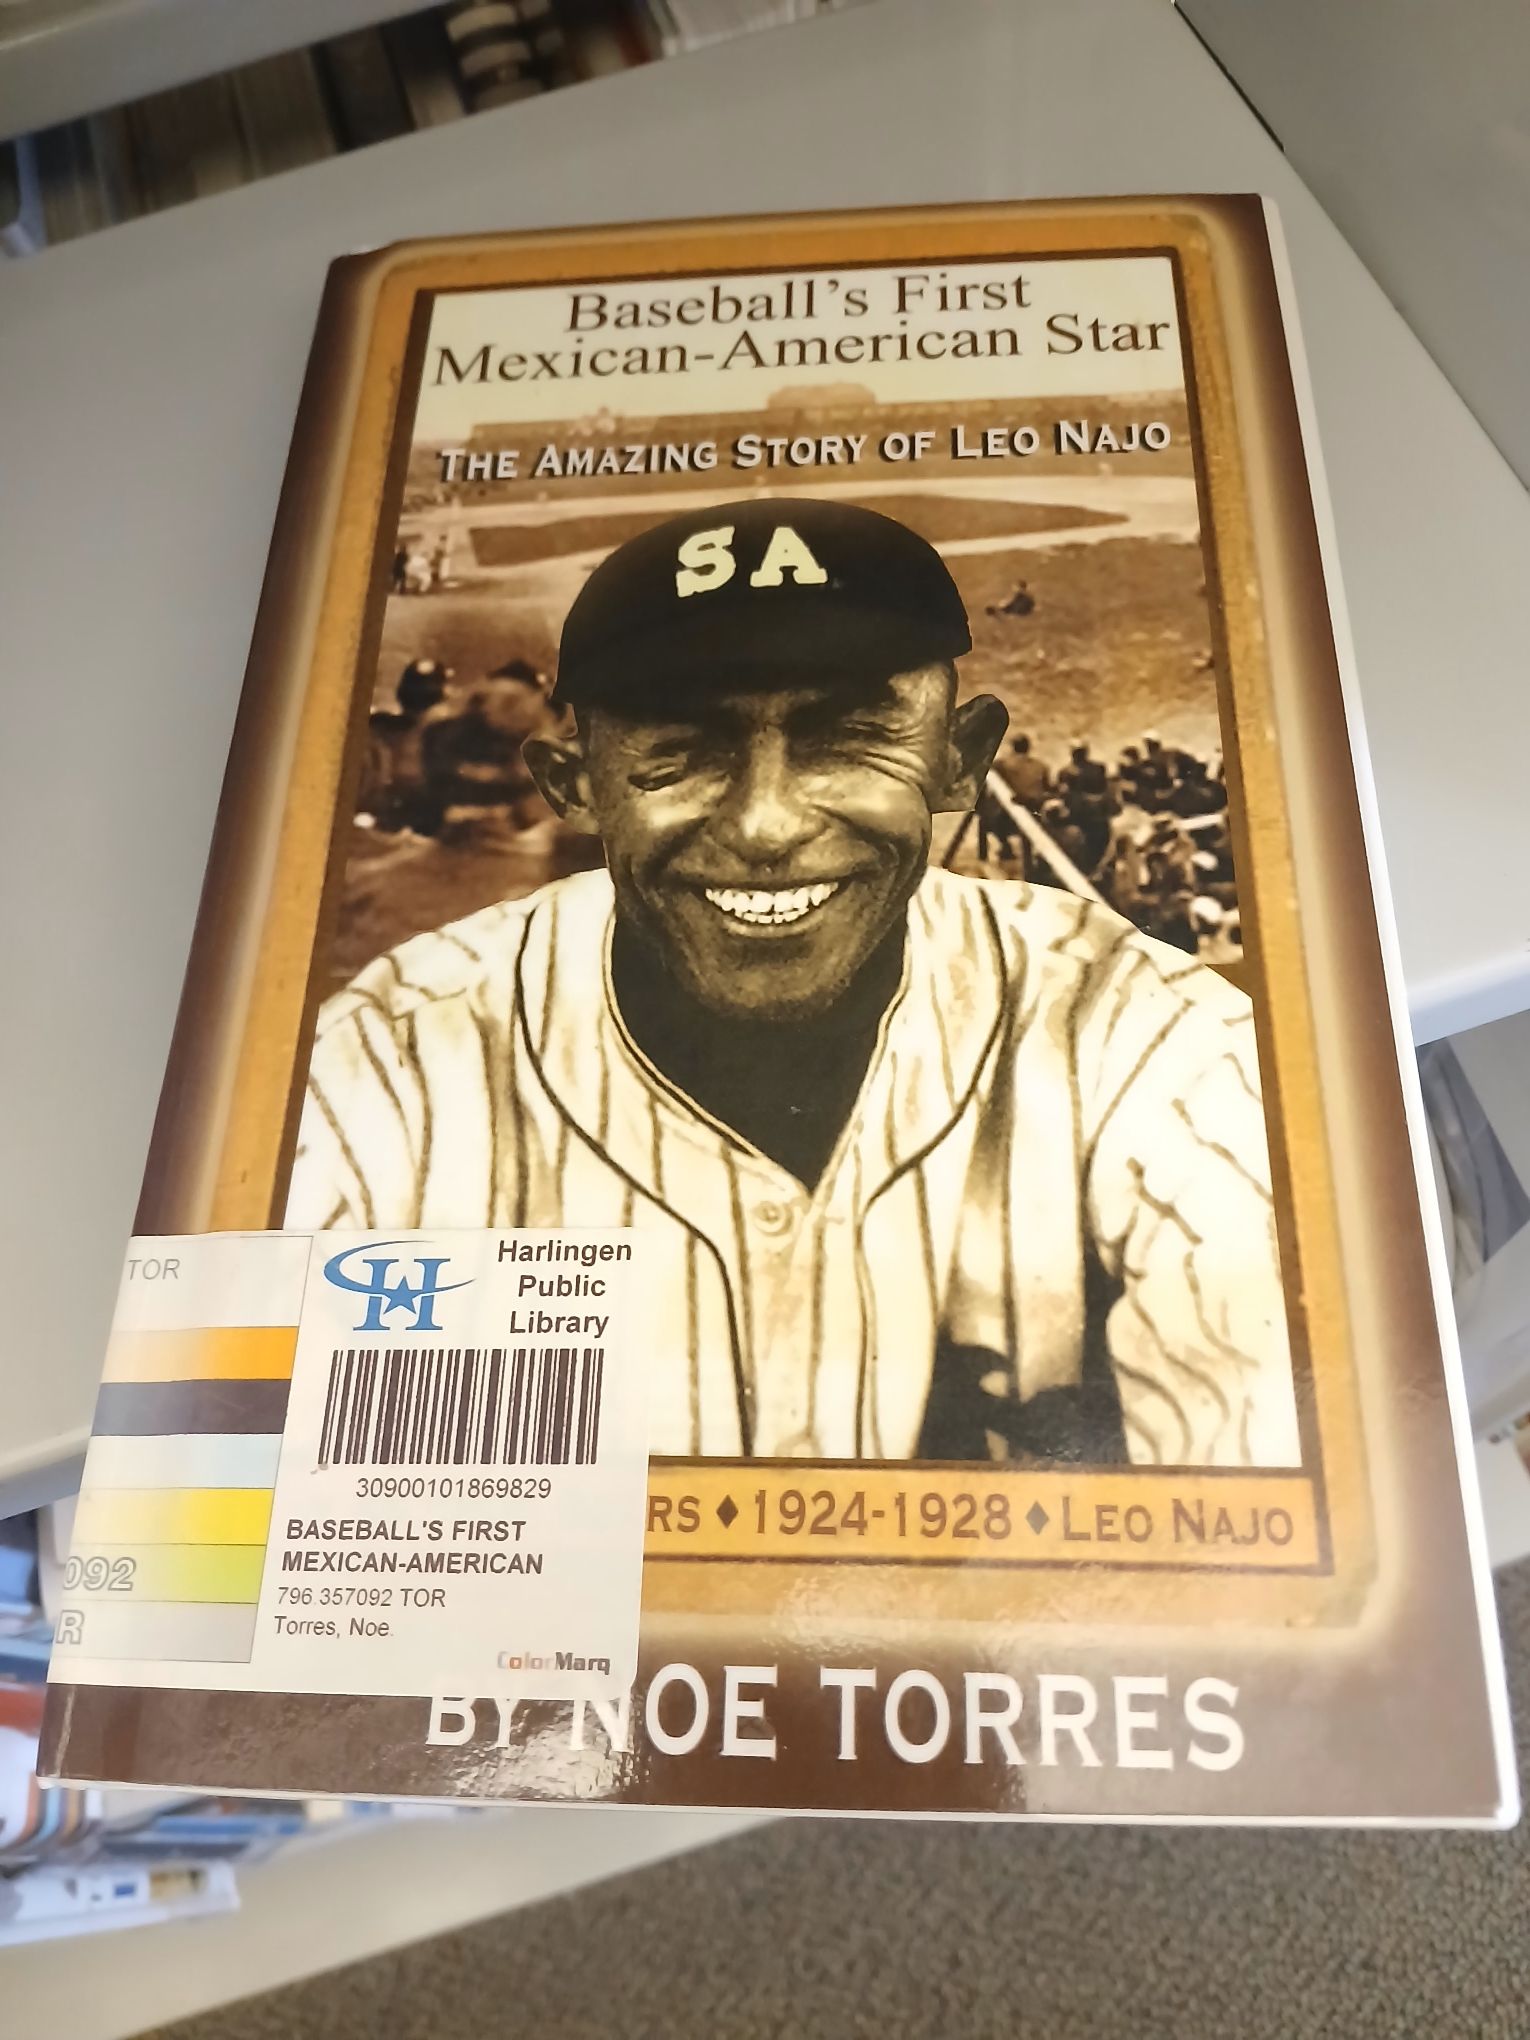 Baseball's First
Mexican-American Star
THE AMAZING STORY OF LEO NAJO
SA
TOR
092
R
H
Harlingen
Public
Library
30900101869829
BASEBALL'S FIRST
MEXICAN-AMERICAN
796.357092 TOR
Torres, Noe.
ColorMarq
RS ♦ 1924-1928 ♦ LEO NAJO
BY NOE TORRES